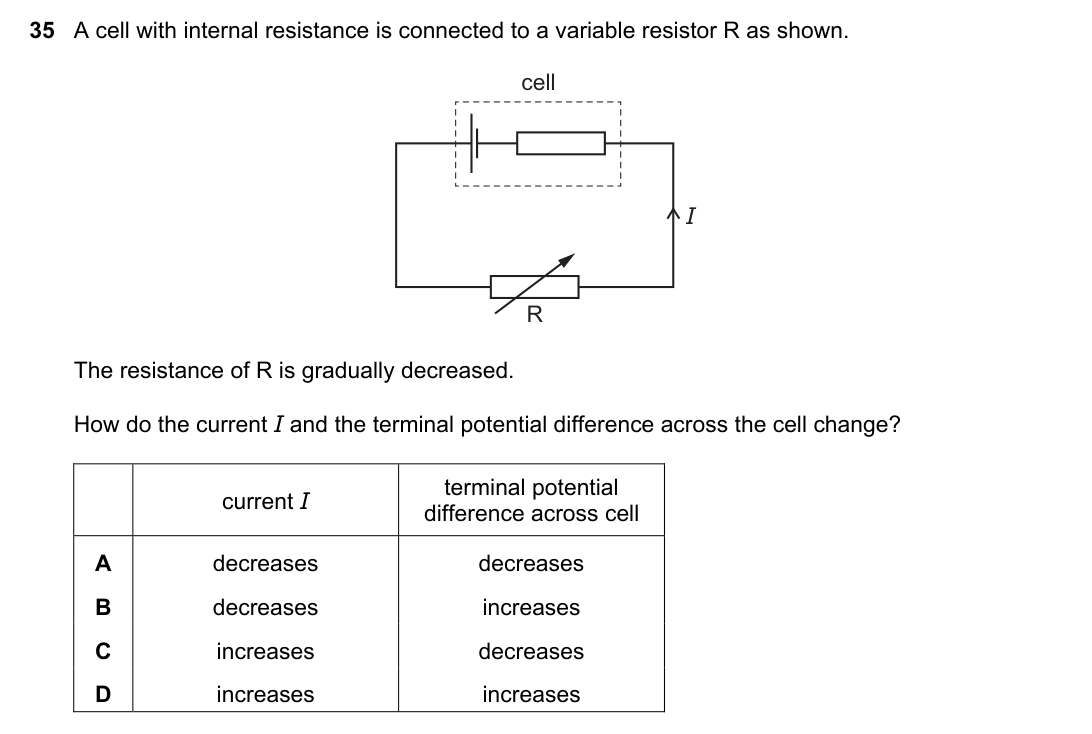 35 A cell with internal resistance is connected to a variable resistor R as shown.
cell
I
R
The resistance of R is gradually decreased.
How do the current I and the terminal potential difference across the cell change?
current I
terminal potential
difference across cell
A decreases decreases
B decreases increases
C increases decreases
D increases increases